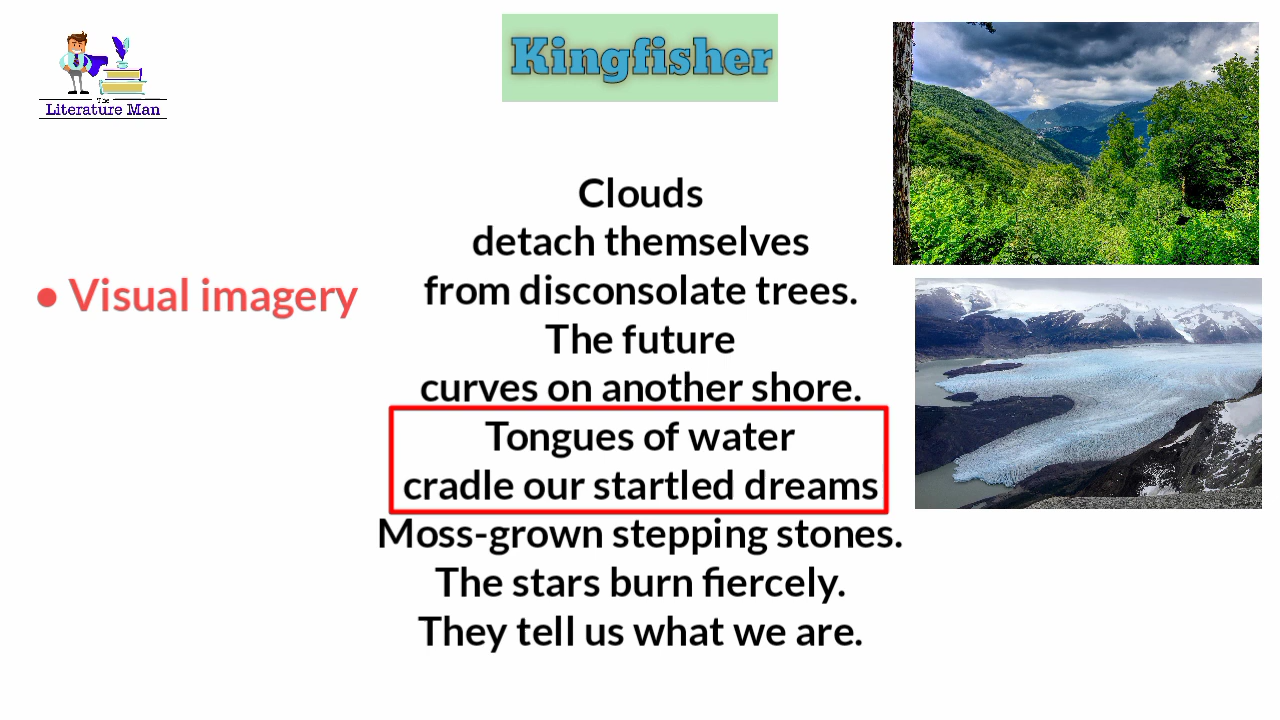 The
Literature Man
Kingfisher
• Visual imagery
Clouds
detach themselves
from disconsolate trees.
The future
curves on another shore.
Tongues of water
cradle our startled dreams
Moss-grown stepping stones.
The stars burn fiercely.
They tell us what we are.